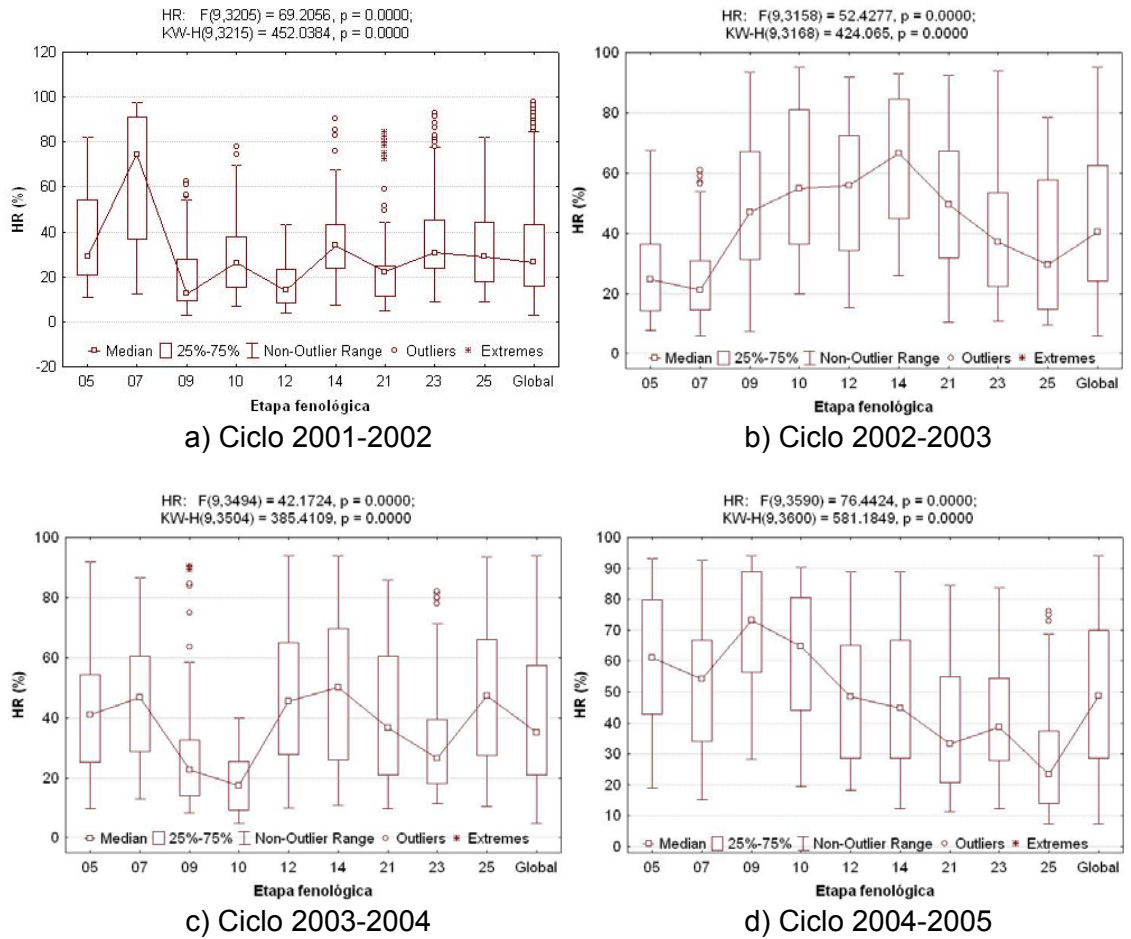 HR: F(9,3205) = 69.2056, p = 0.0000;
KW-H(9,3215) = 452.0384, p = 0.0000
120
100
80
60
40
20
0
-20
HR (%)
Median 25%-75% Non-Outlier Range Outliers Extremes
05 07 09 10 12 14 21 23 25 Global
Etapa fenológica
a) Ciclo 2001-2002
HR: F(9,3158) = 52.4277, p = 0.0000;
KW-H(9,3168) = 424.065, p = 0.0000
100
80
60
40
20
0
HR (%)
Median 25%-75% Non-Outlier Range Outliers Extremes
05 07 09 10 12 14 21 23 25 Global
Etapa fenológica
b) Ciclo 2002-2003
HR: F(9,3494) = 42.1724, p = 0.0000;
KW-H(9,3504) = 385.4109, p = 0.0000
100
80
60
40
20
0
HR (%)
Median 25%-75% Non-Outlier Range Outliers Extremes
05 07 09 10 12 14 21 23 25 Global
Etapa fenológica
c) Ciclo 2003-2004
HR: F(9,3590) = 76.4424, p = 0.0000;
KW-H(9,3600) = 581.1849, p = 0.0000
100
90
80
70
60
50
40
30
20
10
0
HR (%)
Median 25%-75% Non-Outlier Range Outliers Extremes
05 07 09 10 12 14 21 23 25 Global
Etapa fenológica
d) Ciclo 2004-2005